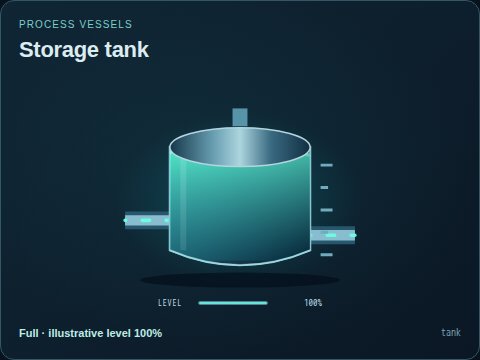 PROCESS VESSELS
Storage tank
LEVEL 100%
Full · illustrative level 100%
tank